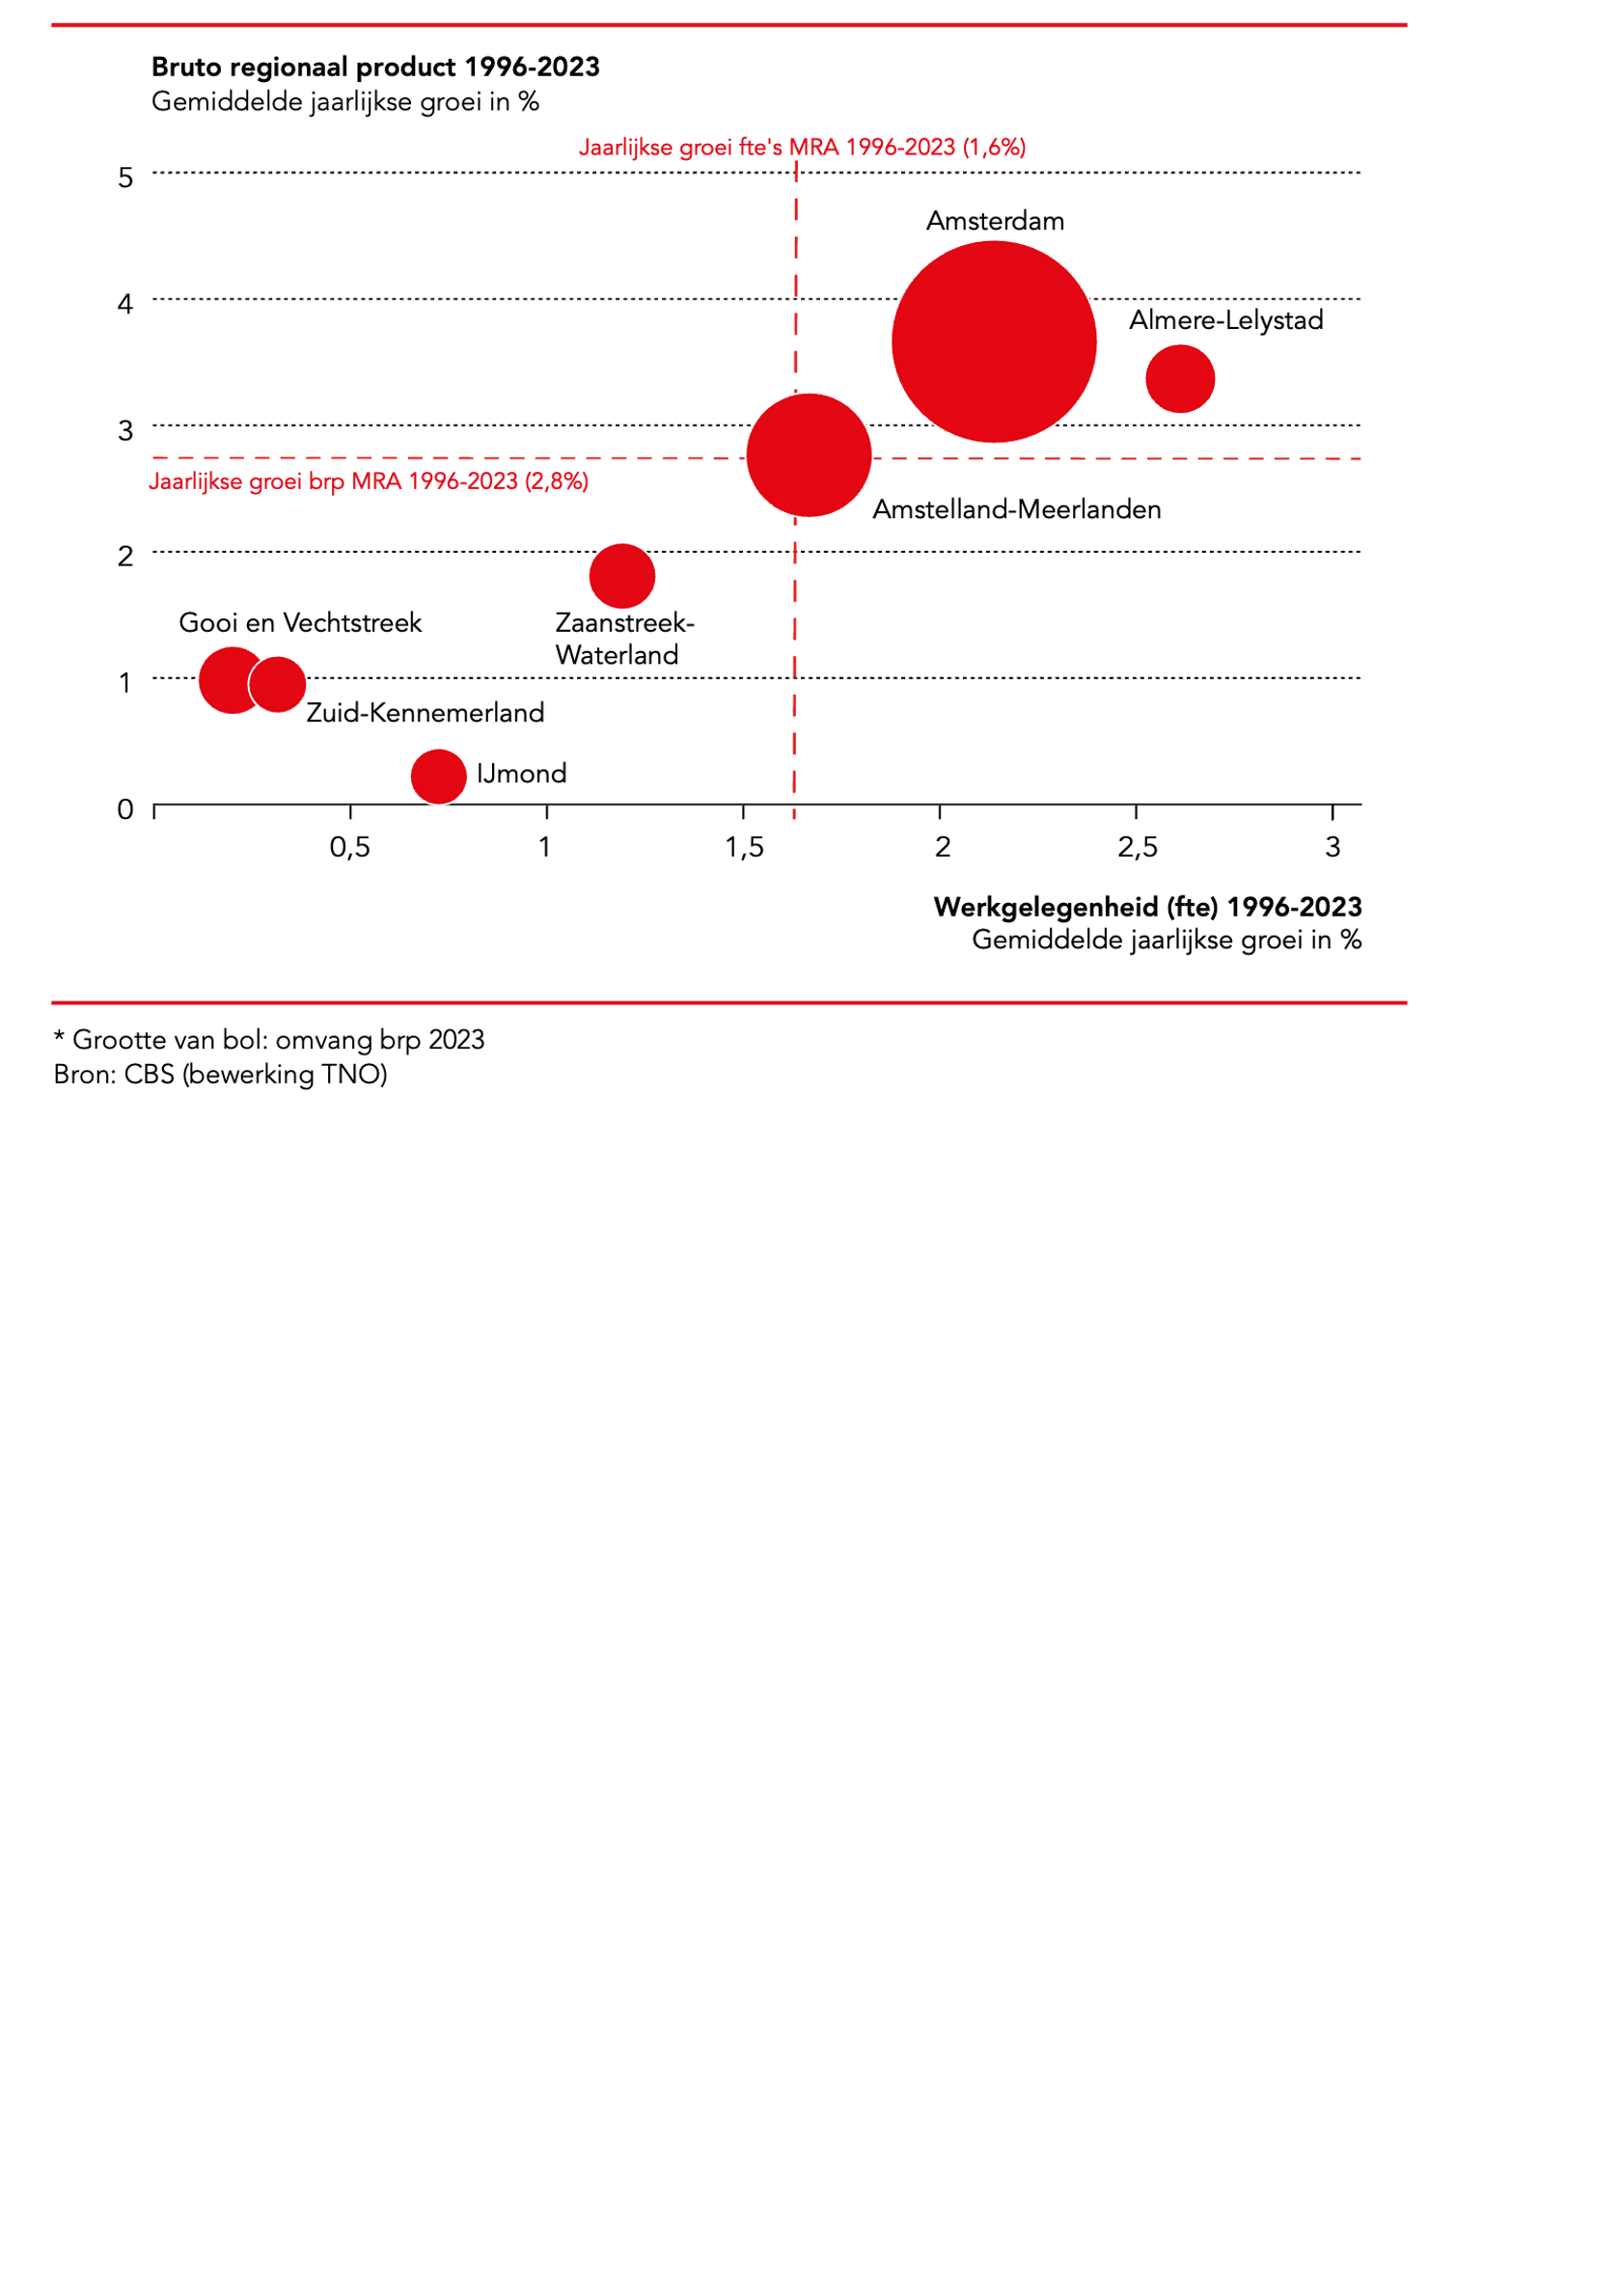 Bruto regionaal product 1996-2023
Gemiddelde jaarlijkse groei in %
Jaarlijkse groei fte's MRA 1996-2023 (1,6%)
5
Amsterdam
4
Almere-Lelystad
3
Jaarlijkse groei brp MRA 1996-2023 (2,8%)
Amstelland-Meerlanden
2
Gooi en Vechtstreek
Zaanstreek-
Waterland
1
Zuid-Kennemerland
IJmond
0
0,5
1
1,5
2
2,5
3
Werkgelegenheid (fte) 1996-2023
Gemiddelde jaarlijkse groei in %
* Grootte van bol: omvang brp 2023
Bron: CBS (bewerking TNO)